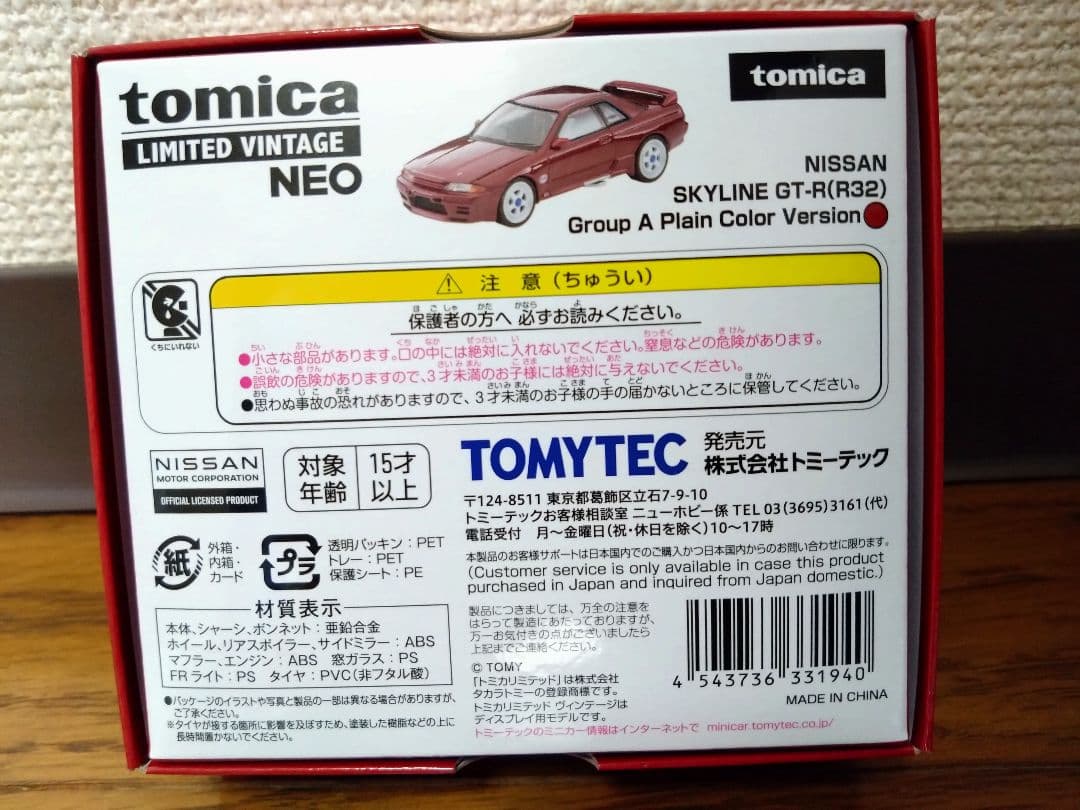 tomica
LIMITED VINTAGE
NEO
tomica
NISSAN
SKYLINE GT-R(R32)
Group A Plain Color Version
くちにいれない
注 意(ちゅうい)
保護者の方へ 必ずお読みください。
●小さな部品があります。口の中には絶対に入れないでください。窒息などの危険があります。
●誤飲の危険がありますので、3才未満のお子様には絶対に与えないでください。
●思わぬ事故の恐れがありますので、3才未満のお子様の手の届かないところに保管してください。
NISSAN
MOTOR CORPORATION
OFFICIAL LICENSED PRODUCT
対象年齢
15才以上
TOMYTEC
発売元
株式会社トミーテック
〒124-8511 東京都葛飾区立石7-9-10
トミーテックお客様相談室 ニューホビー係 TEL 03(3695)3161(代)
電話受付 月~金曜日(祝・休日を除く)10~17時
本製品のお客様サポートは日本国内でのご購入かつ日本国内からのお問い合わせに限ります。
(Customer service is only available in case this product
purchased in Japan and inquired from Japan domestic.)
紙
外箱・
内箱・
カード
プラ
透明パッキン:PET
トレー:PET
保護シート:PE
材質表示
本体、シャーシ、ボンネット:亜鉛合金
ホイール、リアスポイラー、サイドミラー:ABS
マフラー、エンジン:ABS 窓ガラス:PS
FRライト:PS タイヤ:PVC(非フタル酸)
●パッケージのイラストや写真と製品の一部は異なる場合がありますが、
ご了承ください。
※タイヤが接する箇所に影響を及ぼすため、塗装した樹脂などの上に
長時間置かないでください。
製品につきましては、万全の注意を
はらって製造にあたっておりますが、
万一お気付きの点がございましたら
上記までご連絡ください。
© TOMY
「トミカリミテッド」は株式会社
タカラトミーの登録商標です。
トミカリミテッド ヴィンテージは
ディスプレイ用モデルです。
トミーテックのミニカー情報はインターネットで minicar.tomytec.co.jp/
4 543736 331940
MADE IN CHINA